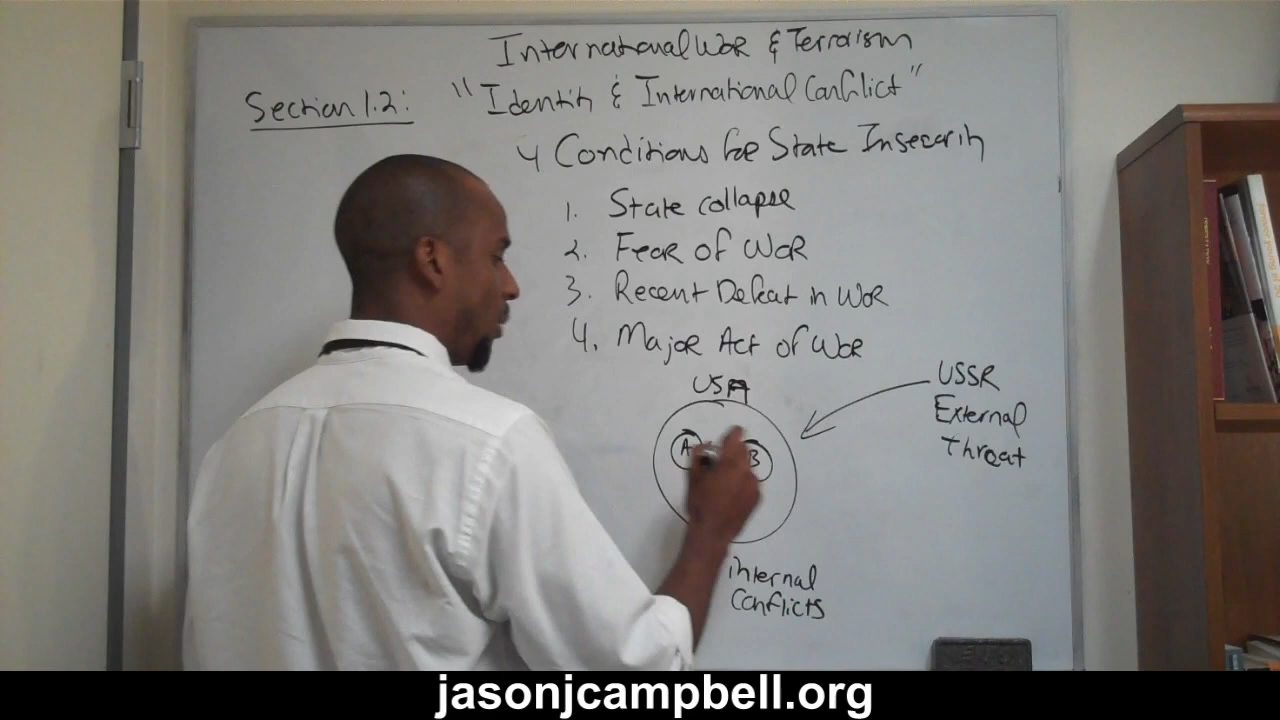 International War & Terrorism
Section 1.2: "Identity & International Conflict"
4 Conditions for State Insecurity
1. State collapse
2. Fear of War
3. Recent Defeat in War
4. Major Act of War
USA
USSR
External
Threat
A
B
internal
Conflicts
jasonjcampbell.org